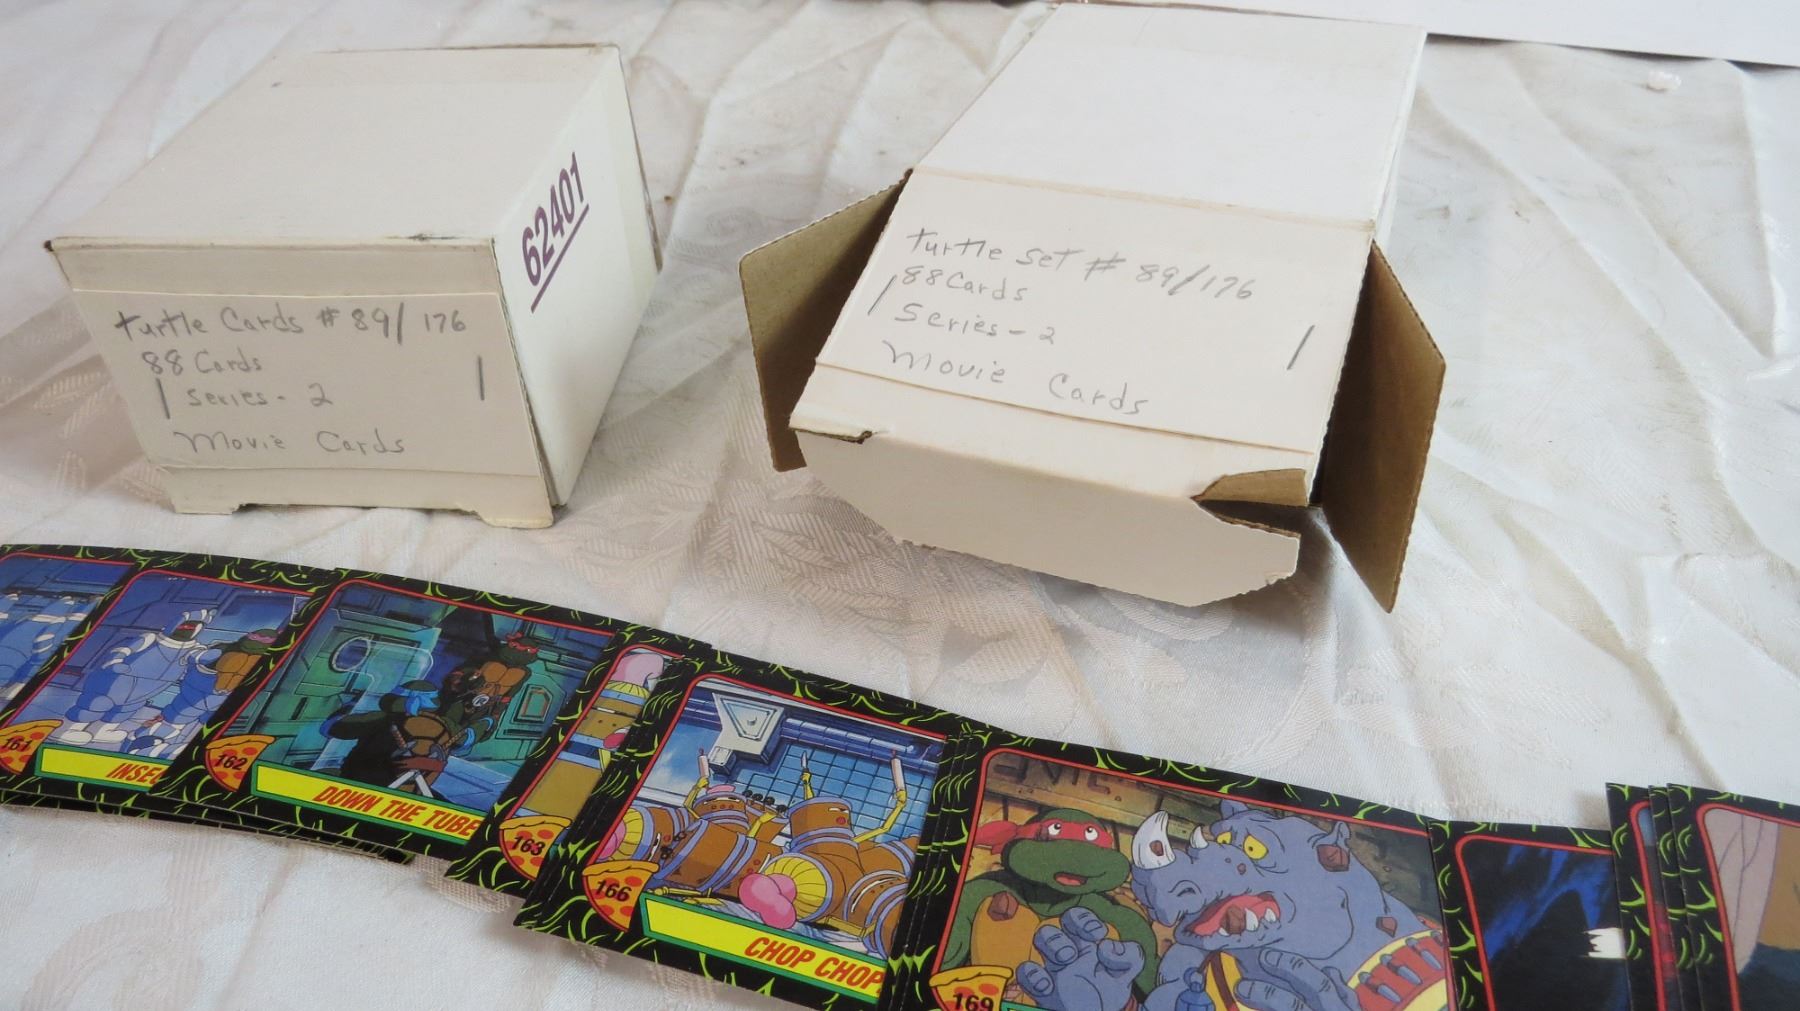 turtle Cards # 89/176
88 Cards
Series - 2
Movie Cards
62401
turtle Set # 89/176
88 Cards
Series - 2
Movie Cards
161
162
DOWN THE TUBE
163
166
CHOP CHOP
169